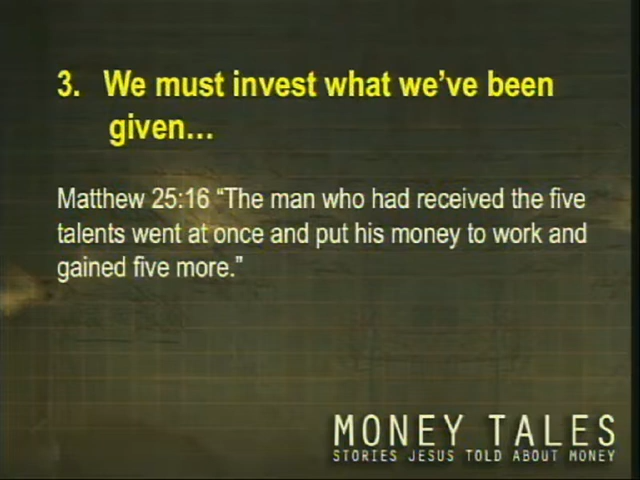 3. We must invest what we've been
given...
Matthew 25:16 “The man who had received the five
talents went at once and put his money to work and
gained five more.”
MONEY TALES
STORIES JESUS TOLD ABOUT MONEY